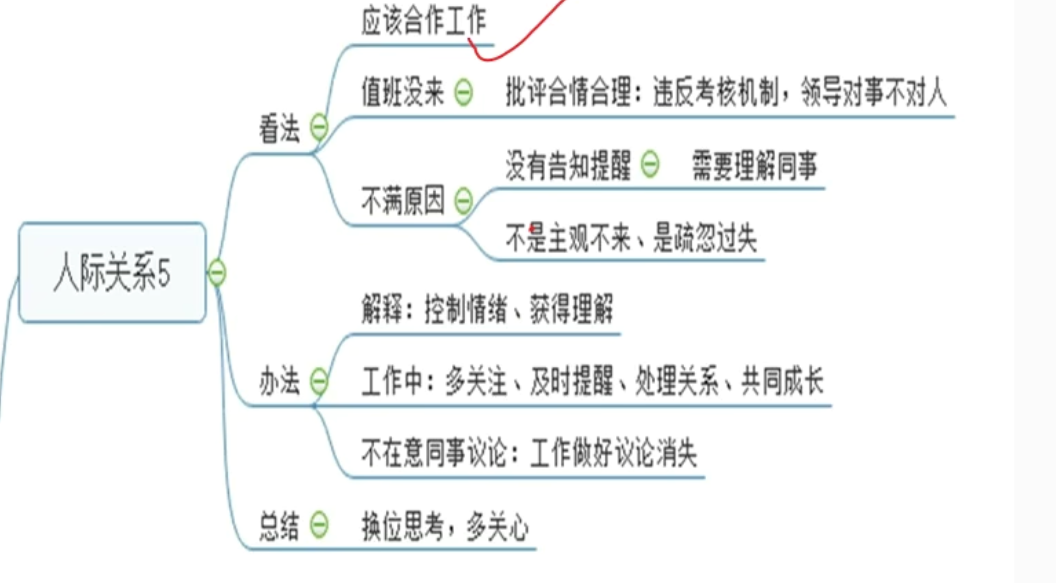 应该合作工作
值班没来 批评合情合理：违反考核机制，领导对事不对人
看法
没有告知提醒 需要理解同事
不满原因
不是主观不来、是疏忽过失
人际关系5
解释：控制情绪、获得理解
办法
工作中：多关注、及时提醒、处理关系、共同成长
不在意同事议论：工作做好议论消失
总结 换位思考，多关心